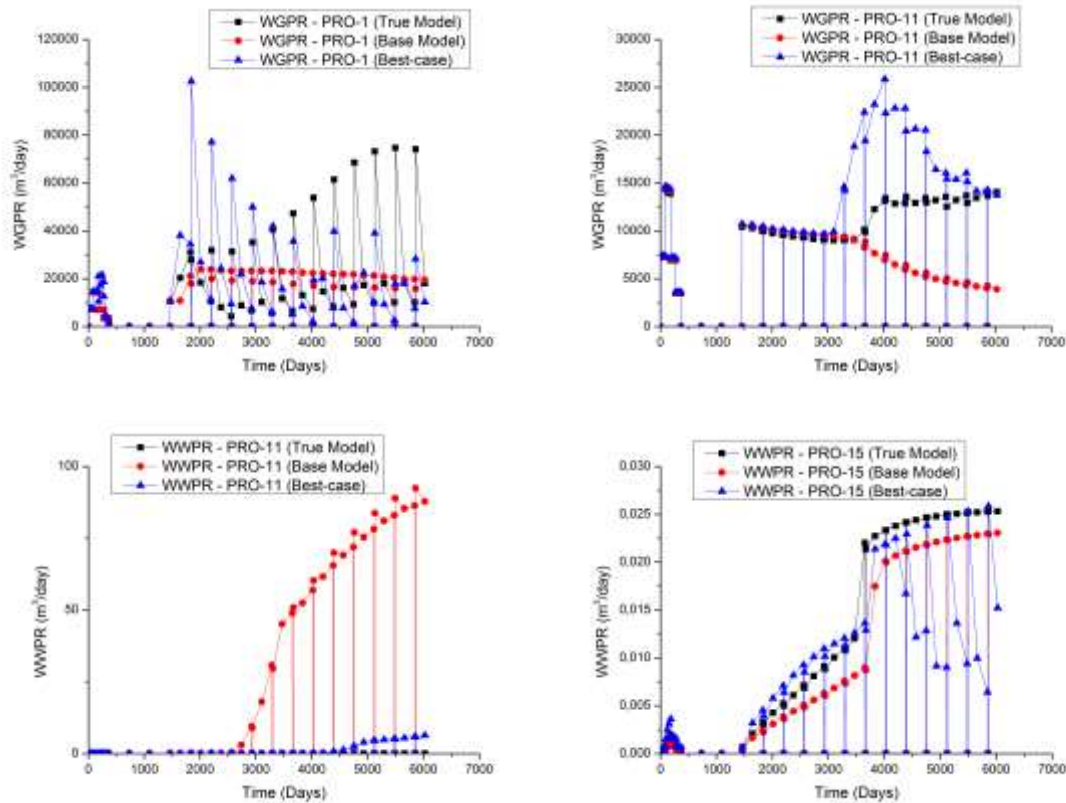 WGPR - PRO-1 (True Model)
WGPR - PRO-1 (Base Model)
WGPR - PRO-1 (Best-case)
120000
100000
80000
60000
40000
20000
0
WGPR (m³/day)
0 1000 2000 3000 4000 5000 6000 7000
Time (Days)
WGPR - PRO-11 (True Model)
WGPR - PRO-11 (Base Model)
WGPR - PRO-11 (Best-case)
30000
25000
20000
15000
10000
5000
0
WGPR (m³/day)
0 1000 2000 3000 4000 5000 6000 7000
Time (Days)
WWPR - PRO-11 (True Model)
WWPR - PRO-11 (Base Model)
WWPR - PRO-11 (Best-case)
100
50
0
WWPR (m³/day)
0 1000 2000 3000 4000 5000 6000 7000
Time (Days)
WWPR - PRO-15 (True Model)
WWPR - PRO-15 (Base Model)
WWPR - PRO-15 (Best-case)
0.030
0.025
0.020
0.015
0.010
0.005
0.000
WWPR (m³/day)
0 1000 2000 3000 4000 5000 6000 7000
Time (Days)